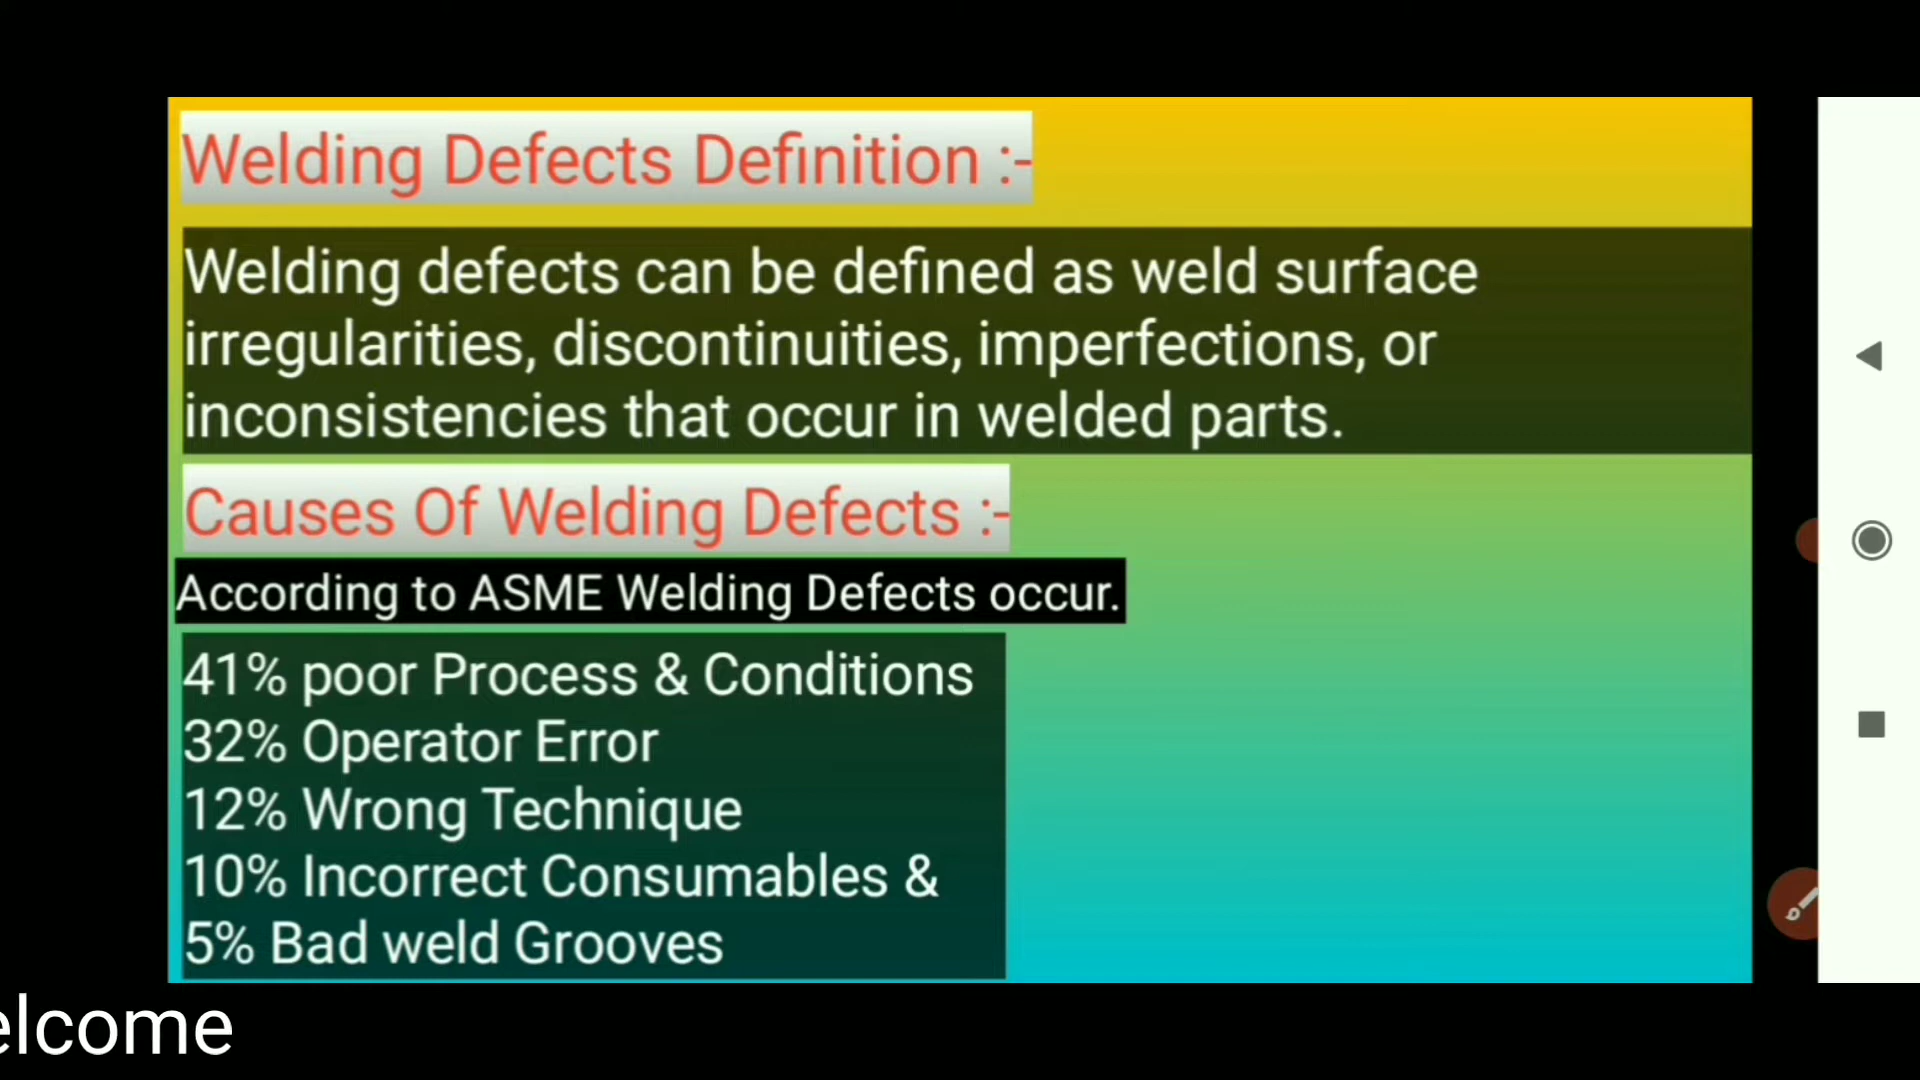 Welding Defects Definition :-
Welding defects can be defined as weld surface
irregularities, discontinuities, imperfections, or
inconsistencies that occur in welded parts.
Causes Of Welding Defects :-
According to ASME Welding Defects occur.
41% poor Process & Conditions
32% Operator Error
12% Wrong Technique
10% Incorrect Consumables &
5% Bad weld Grooves
elcome